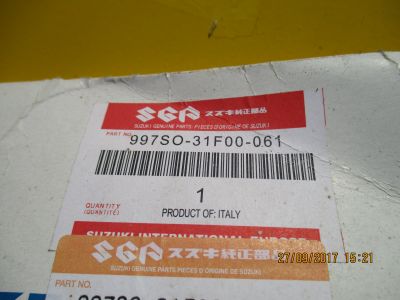 SGP スズキ純正部品
SUZUKI GENUINE PARTS-PIECES D'ORIGINE DE SUZUKI
PART NO.
997SO-31F00-061
QUANTITY
(QUANTITÉ)
1
PRODUCT OF: ITALY
SUZUKI INTERNATIONAL
SGP スズキ純正部品
SUZUKI GENUINE PARTS-PIECES D'ORIGINE DE SUZUKI
PART NO.
27/09/2017 15:21